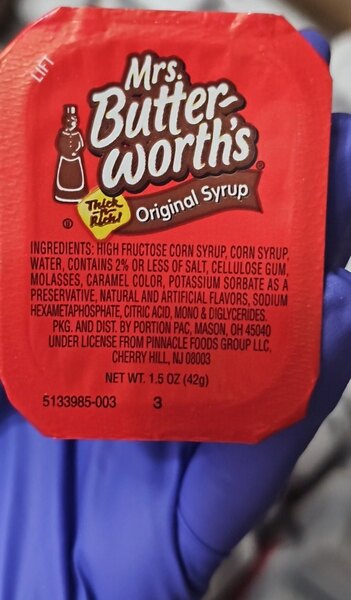 LIFT
Mrs.
Butter-
worth's®
Thick
-n-
Rich!
Original Syrup
®
INGREDIENTS: HIGH FRUCTOSE CORN SYRUP, CORN SYRUP,
WATER, CONTAINS 2% OR LESS OF SALT, CELLULOSE GUM,
MOLASSES, CARAMEL COLOR, POTASSIUM SORBATE AS A
PRESERVATIVE, NATURAL AND ARTIFICIAL FLAVORS, SODIUM
HEXAMETAPHOSPHATE, CITRIC ACID, MONO & DIGLYCERIDES.
PKG. AND DIST. BY PORTION PAC, MASON, OH 45040
UNDER LICENSE FROM PINNACLE FOODS GROUP LLC,
CHERRY HILL, NJ 08003
NET WT. 1.5 OZ (42g)
5133985-003 3